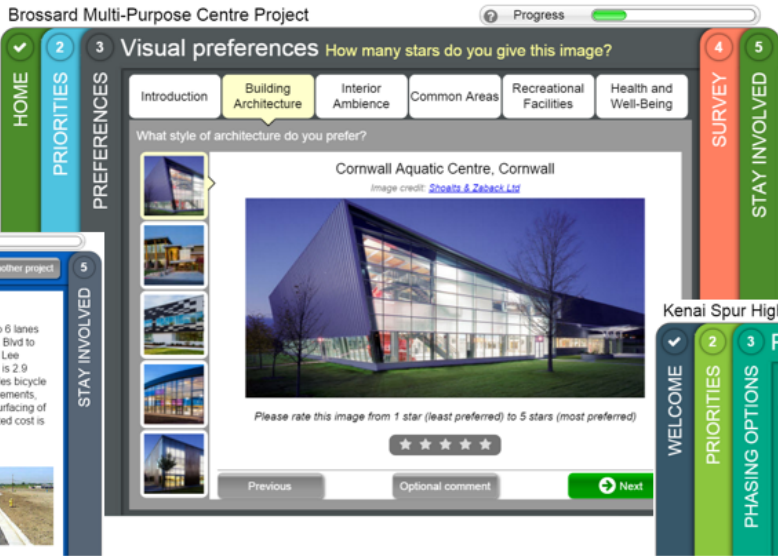 Brossard Multi-Purpose Centre Project
? Progress
HOME
2 PRIORITIES
3 PREFERENCES
Visual preferences How many stars do you give this image?
4 SURVEY
5 STAY INVOLVED
Introduction
Building Architecture
Interior Ambience
Common Areas
Recreational Facilities
Health and Well-Being
What style of architecture do you prefer?
Cornwall Aquatic Centre, Cornwall
Image credit: Shoalts & Zaback Ltd
Please rate this image from 1 star (least preferred) to 5 stars (most preferred)
Previous
Optional comment
Next
other project
5 STAY INVOLVED
6 lanes
Blvd to
Lee
is 2.9
es bicycle
ements,
urfacing of
ed cost is
Kenai Spur High
WELCOME
2 PRIORITIES
3 PHASING OPTIONS